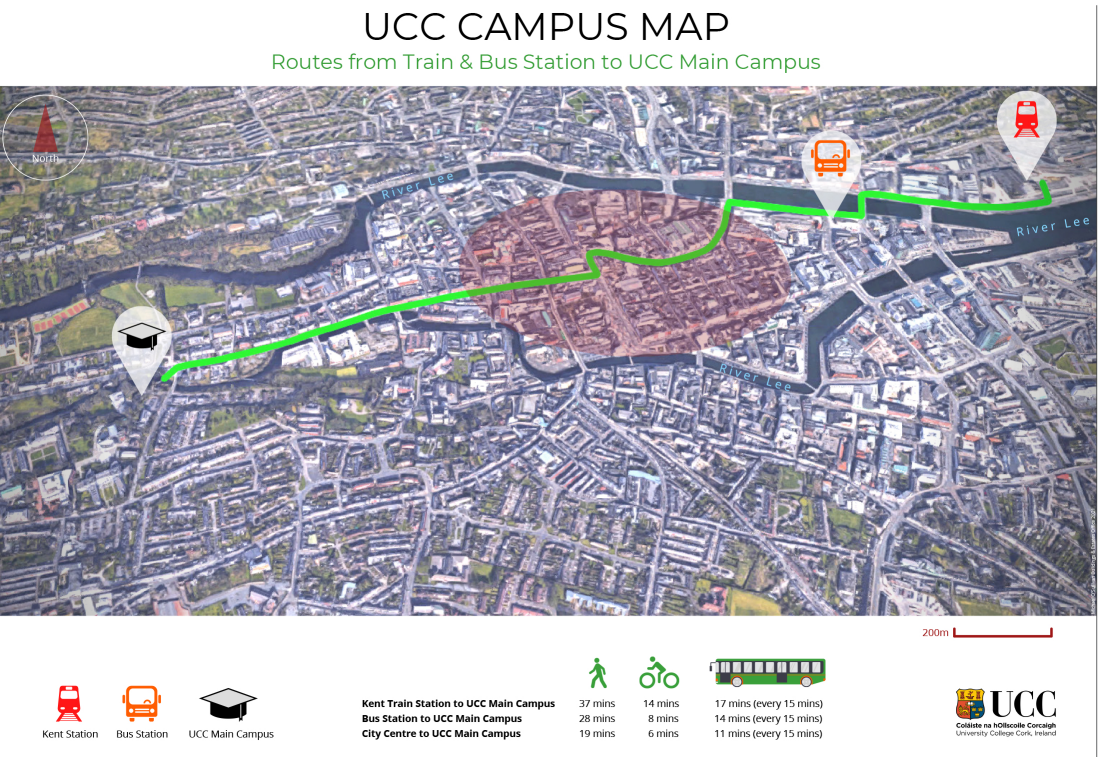 UCC CAMPUS MAP
Routes from Train & Bus Station to UCC Main Campus
North
River Lee
River Lee
River Lee
200m
Kent Station
Bus Station
UCC Main Campus
Kent Train Station to UCC Main Campus 37 mins 14 mins 17 mins (every 15 mins)
Bus Station to UCC Main Campus 28 mins 8 mins 14 mins (every 15 mins)
City Centre to UCC Main Campus 19 mins 6 mins 11 mins (every 15 mins)
UCC
Coláiste na hOllscoile Corcaigh
University College Cork, Ireland